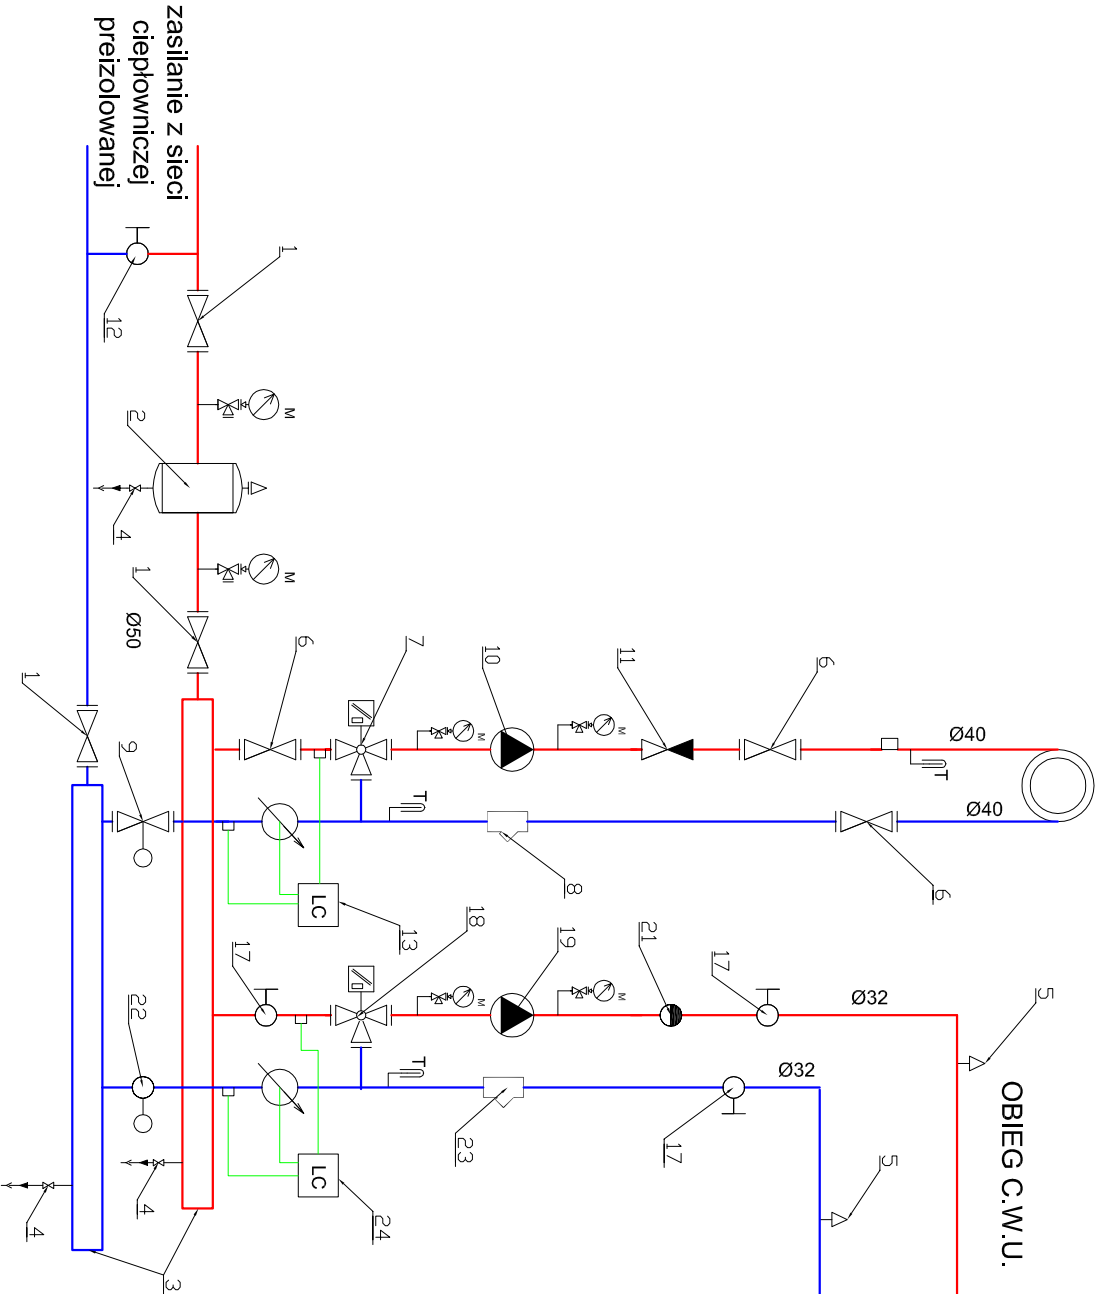 zasilanie z sieci
ciepłowniczej
preizolowanej
1
12
M
2
4
M
1
Ø50
1
9
6
7
10
11
6
M
M
T
Ø40
Ø40
T
8
6
LC
13
17
18
19
21
17
M
M
Ø32
5
22
T
23
17
Ø32
OBIEG C.W.U.
LC
24
4
4
5
3